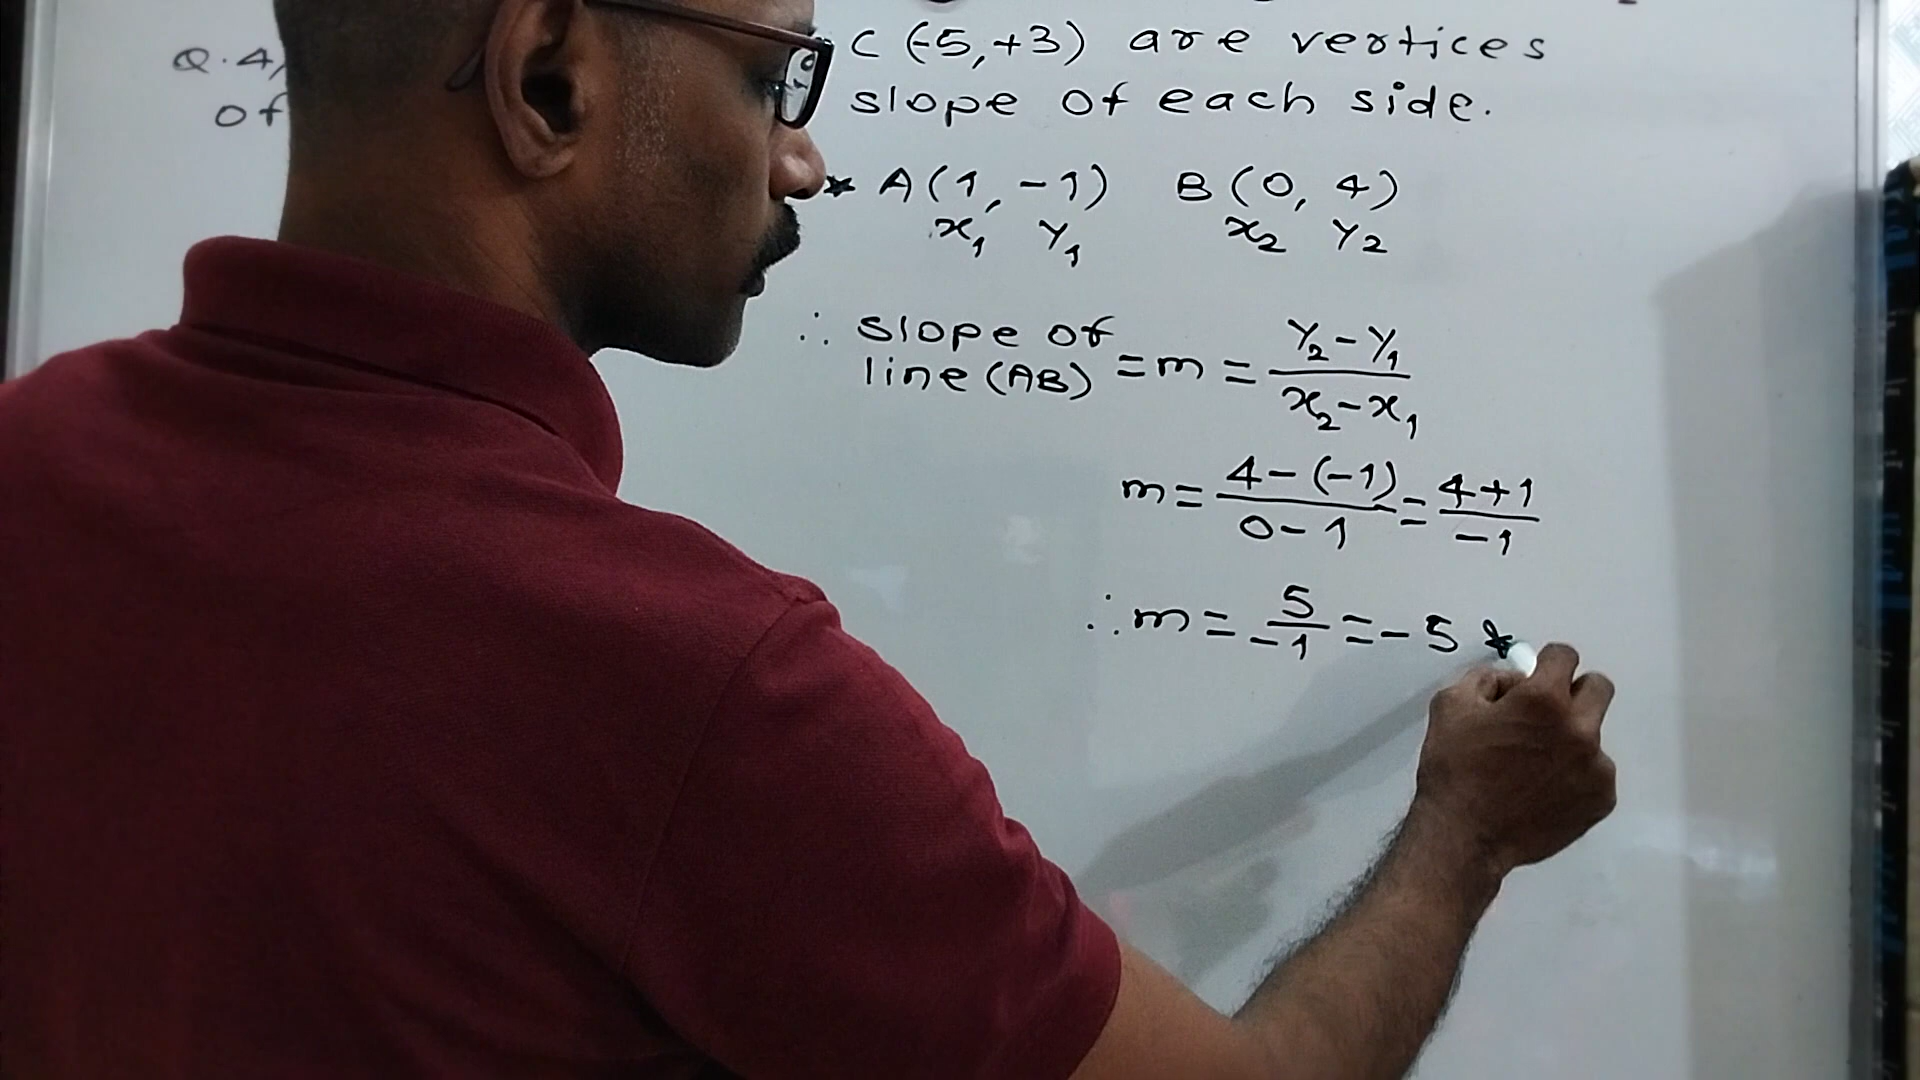 Q.4, C (-5,+3) are vertices
of slope of each side.
* A(1, -1) B(0, 4)
x₁ y₁ x₂ y₂
∴ slope of line(AB) = m = y₂-y₁/x₂-x₁
m = 4-(-1)/0-1 = 4+1/-1
∴ m = 5/-1 = -5 *